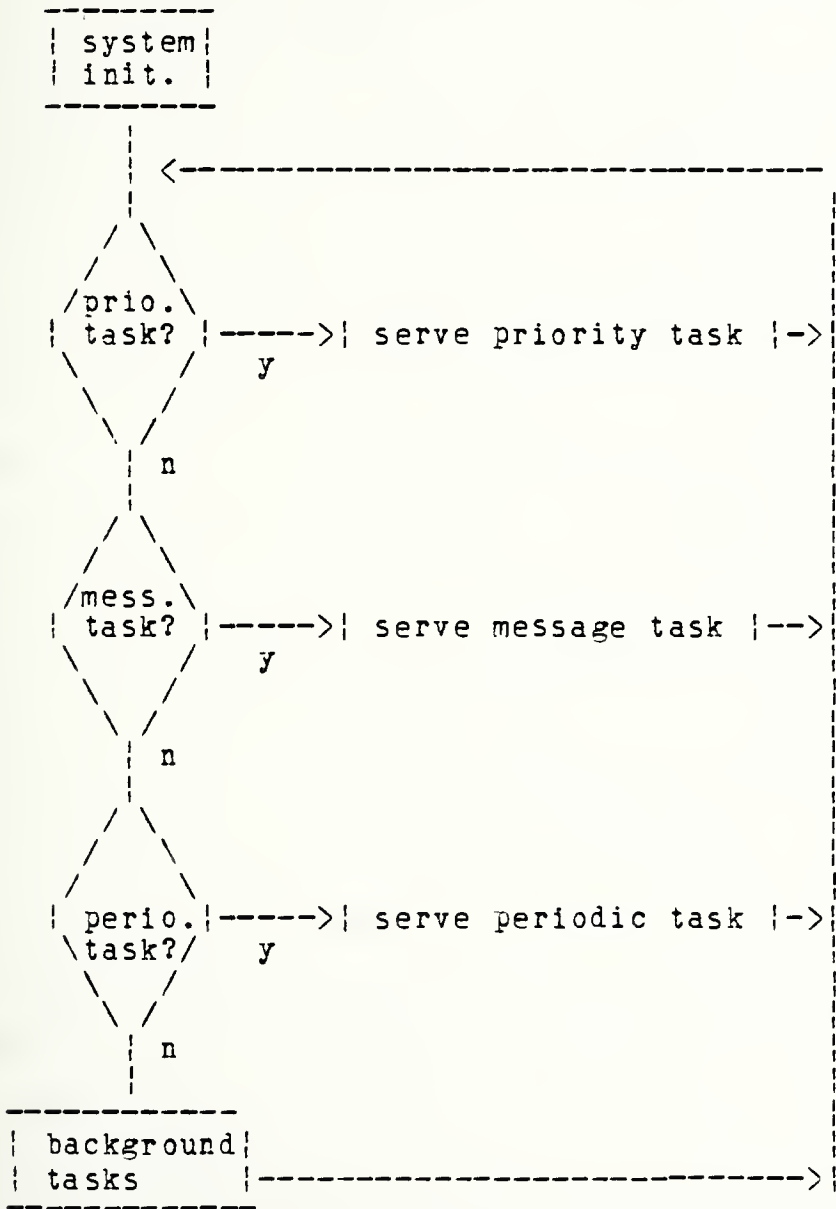 system
init.
prio.
task?
serve priority task
y
n
mess.
task?
serve message task
y
n
perio.
task?
serve periodic task
y
n
background
tasks